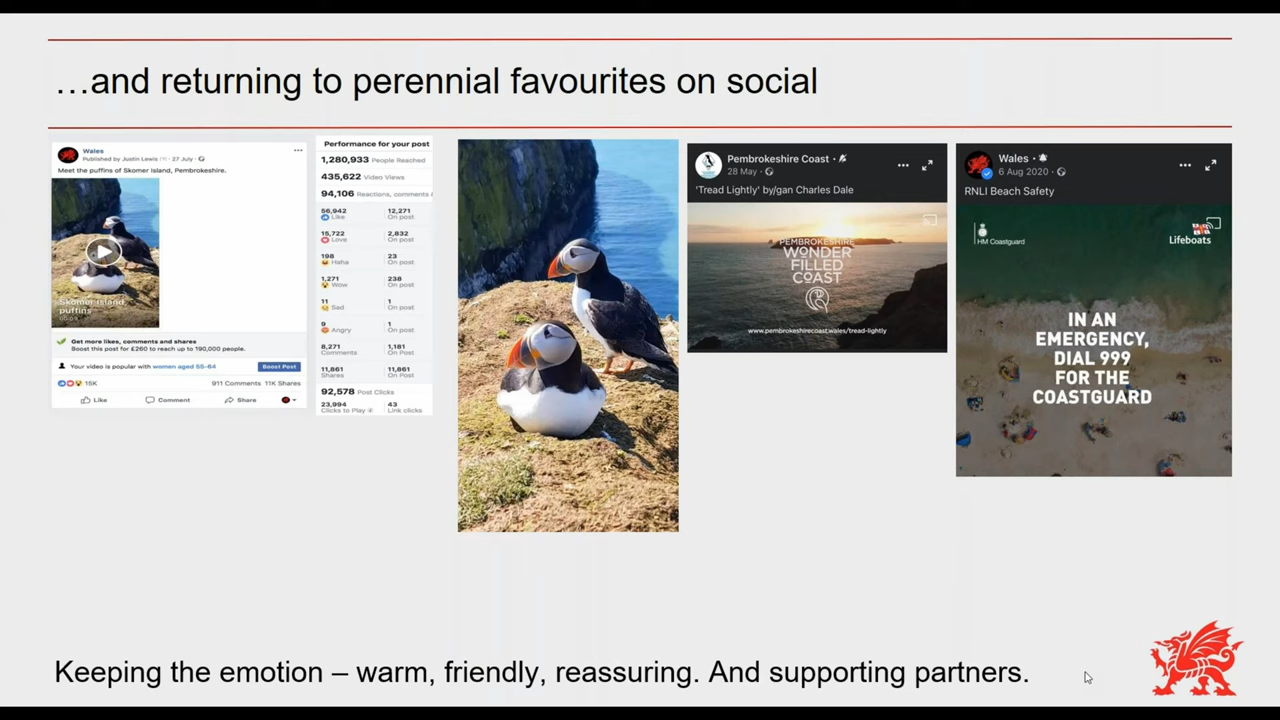 …and returning to perennial favourites on social
Wales
Published by Justin Lewis · 27 July ·
Meet the puffins of Skomer Island, Pembrokeshire.
Skomer Island
puffins
Get more likes, comments and shares
Boost this post for £260 to reach up to 190,000 people.
Your video is popular with women aged 55-64
Boost Post
15K
911 Comments 11K Shares
Like Comment Share
Performance for your post
1,280,933 People Reached
435,622 Video Views
94,106 Reactions, comments &
56,942 12,271
Like On post
15,722 2,832
Love On post
198 23
Haha On post
1,271 238
Wow On post
11 1
Sad On post
9 1
Angry On post
8,271 1,181
Comments On Post
11,861 11,861
Shares On Post
92,578 Post Clicks
23,994 43
Clicks to Play Link clicks
Pembrokeshire Coast ·
28 May ·
'Tread Lightly' by/gan Charles Dale
PEMBROKESHIRE
WONDER
FILLED
COAST
www.pembrokeshirecoast.wales/tread-lightly
Wales ·
6 Aug 2020 ·
RNLI Beach Safety
HM Coastguard
Lifeboats
IN AN
EMERGENCY,
DIAL 999
FOR THE
COASTGUARD
Keeping the emotion – warm, friendly, reassuring. And supporting partners.